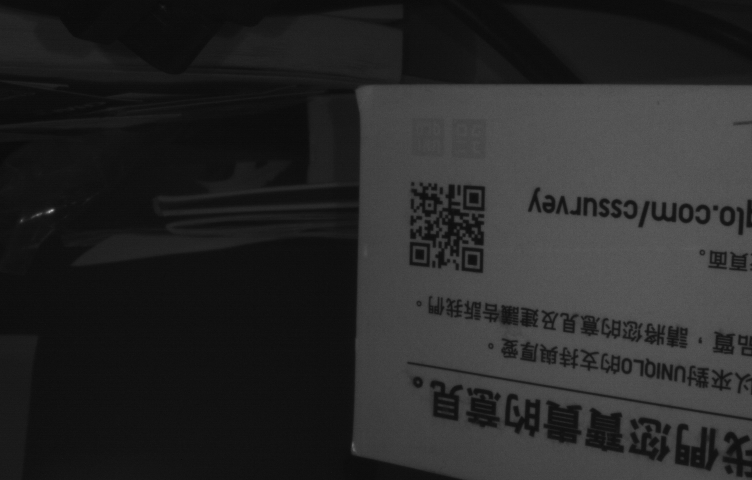 我們您寶貴的意見。
以來對UNIQLO的支持與厚愛。
品質，請將您的意見及建議告訴我們。
頁面。
qlo.com/cssurvey